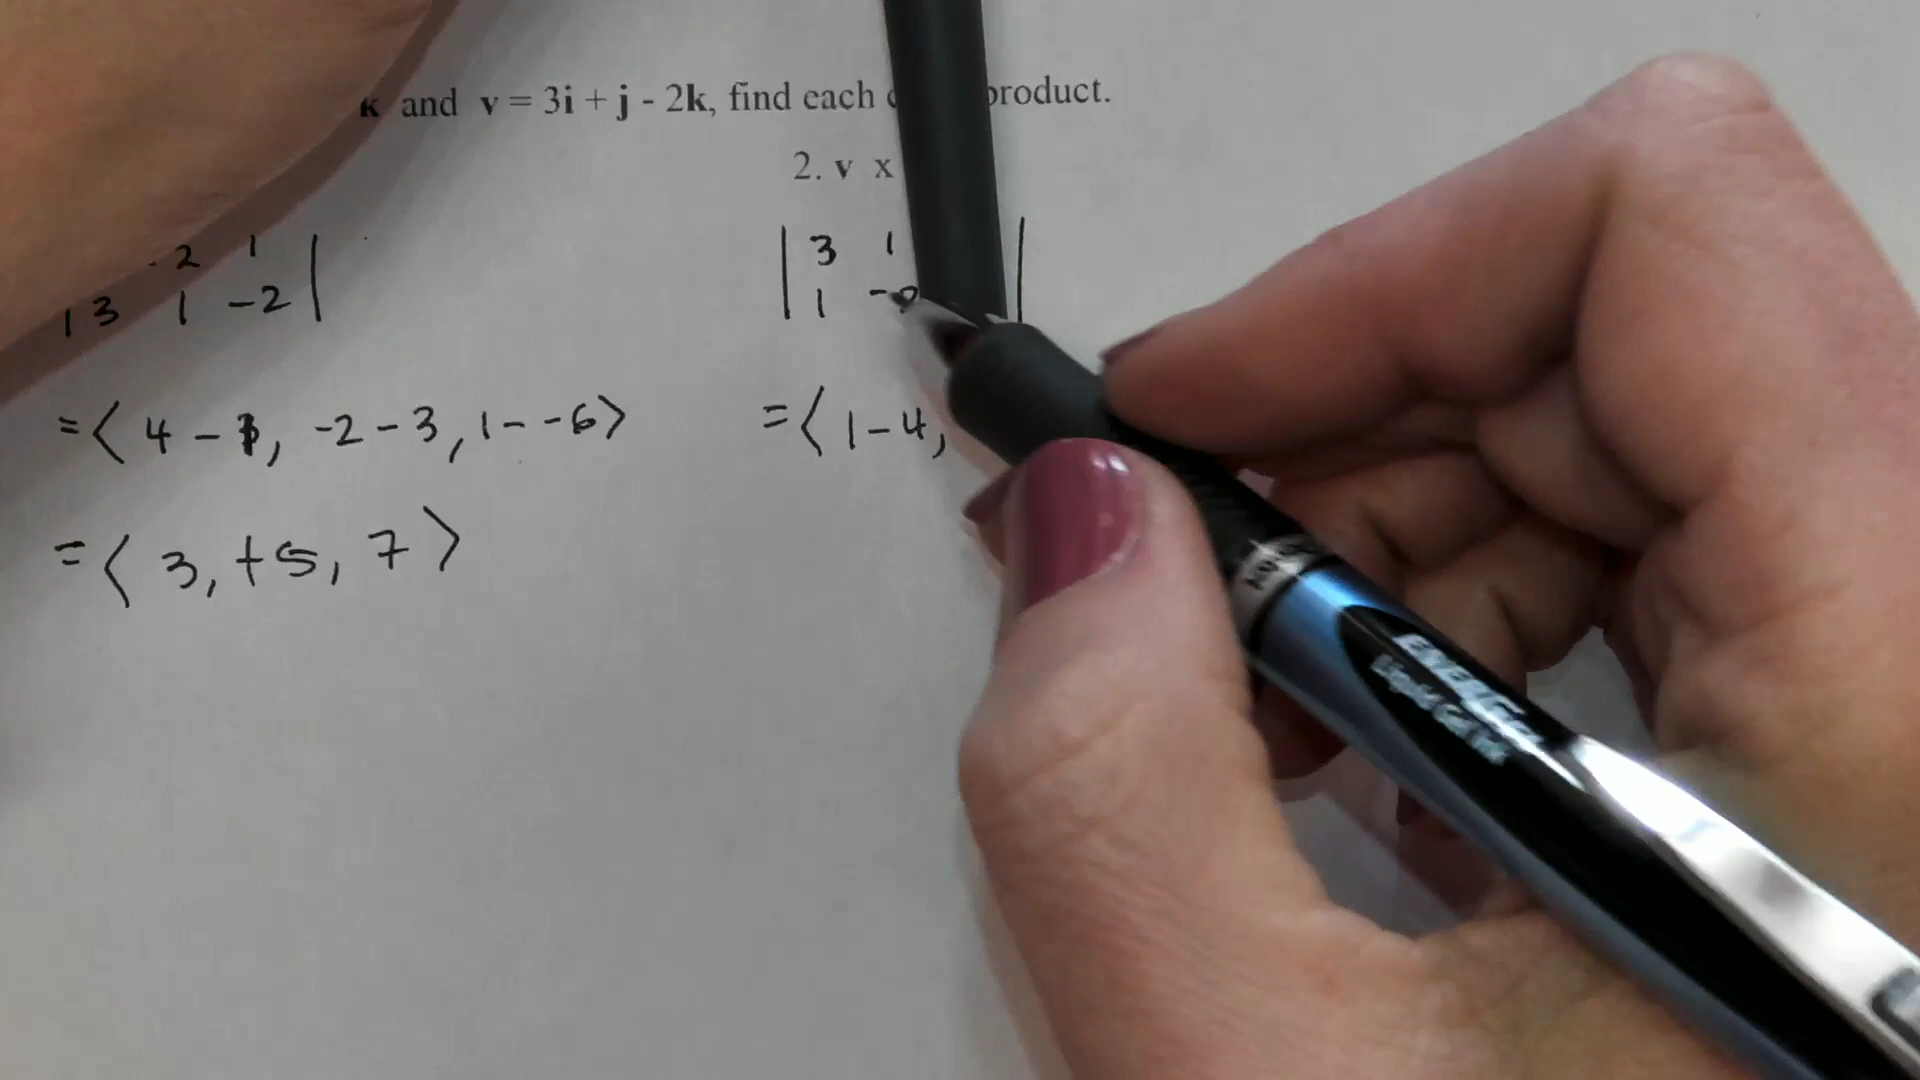 and v = 3i + j - 2k, find each product.
2. v x
2 1 |
| 3 1 -2 |
| 3 1 |
| 1 |
= ⟨ 4 - 1, -2 - 3, 1 - -6 ⟩
= ⟨ 1 - 4,
= ⟨ 3, +5, 7 ⟩
ENERGEL